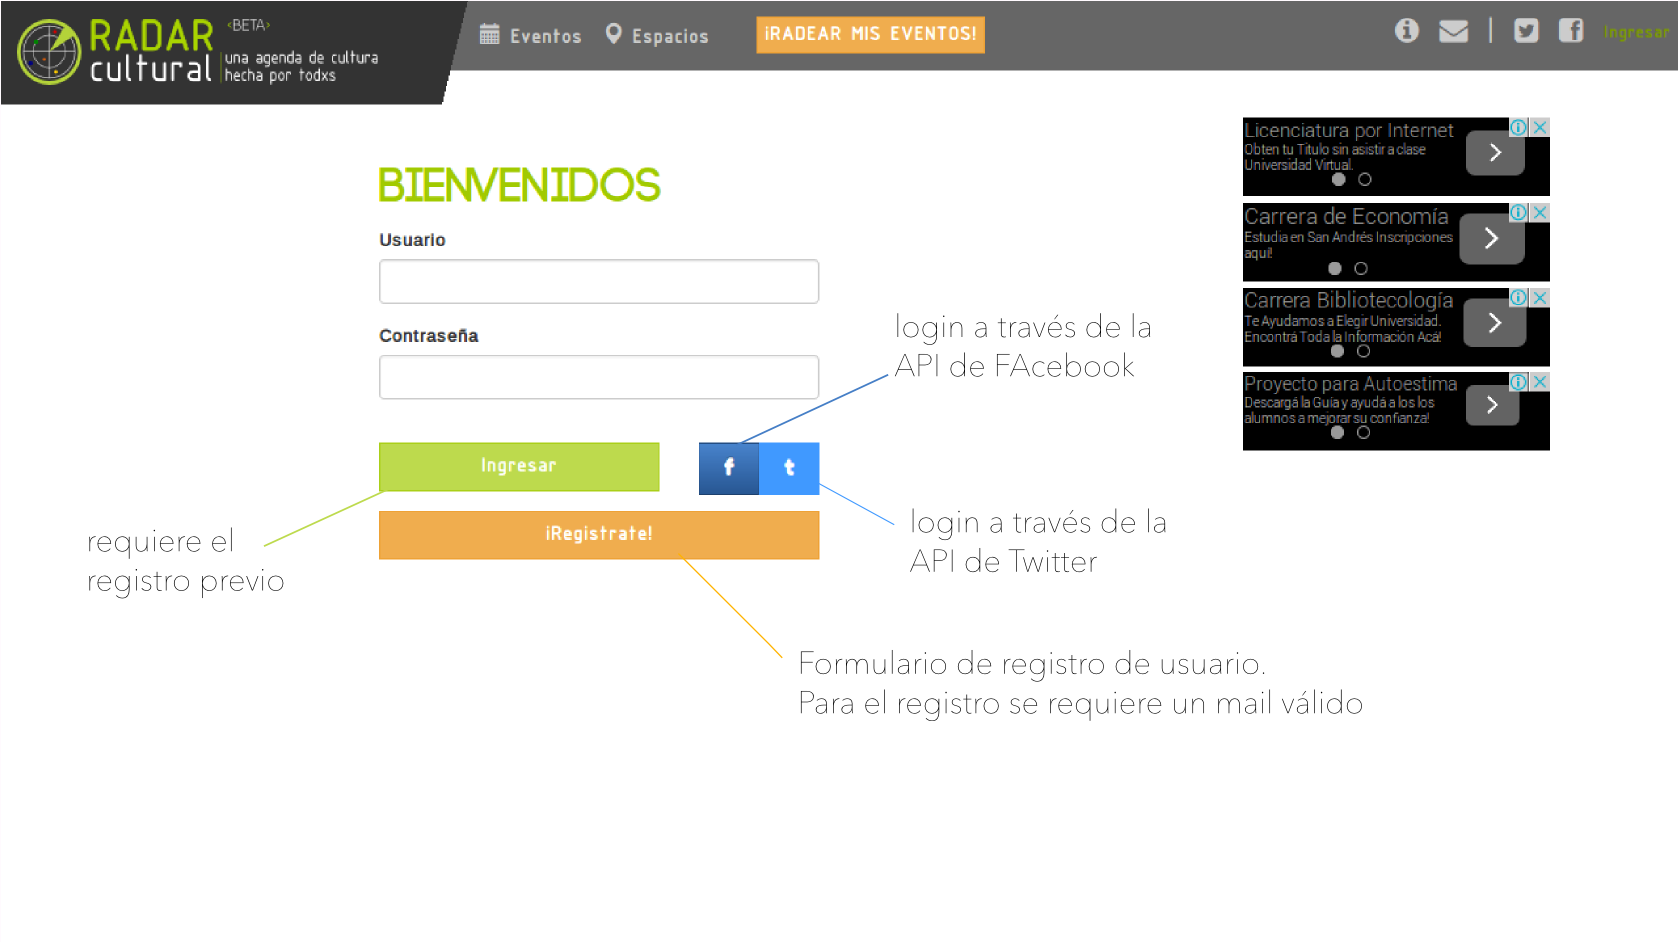 RADAR
cultural
‹BETA›
una agenda de cultura
hecha por todxs
Eventos
Espacios
¡RADEAR MIS EVENTOS!
Ingresar
BIENVENIDOS
Usuario
Contraseña
Ingresar
f
t
¡Registrate!
login a través de la
API de FAcebook
login a través de la
API de Twitter
requiere el
registro previo
Formulario de registro de usuario.
Para el registro se requiere un mail válido
Licenciatura por Internet
Obten tu Titulo sin asistir a clase
Universidad Virtual.
Carrera de Economía
Estudia en San Andrés Inscripciones
aquí!
Carrera Bibliotecología
Te Ayudamos a Elegir Universidad.
Encontrá Toda la Información Acá!
Proyecto para Autoestima
Descargá la Guía y ayudá a los los
alumnos a mejorar su confianza!